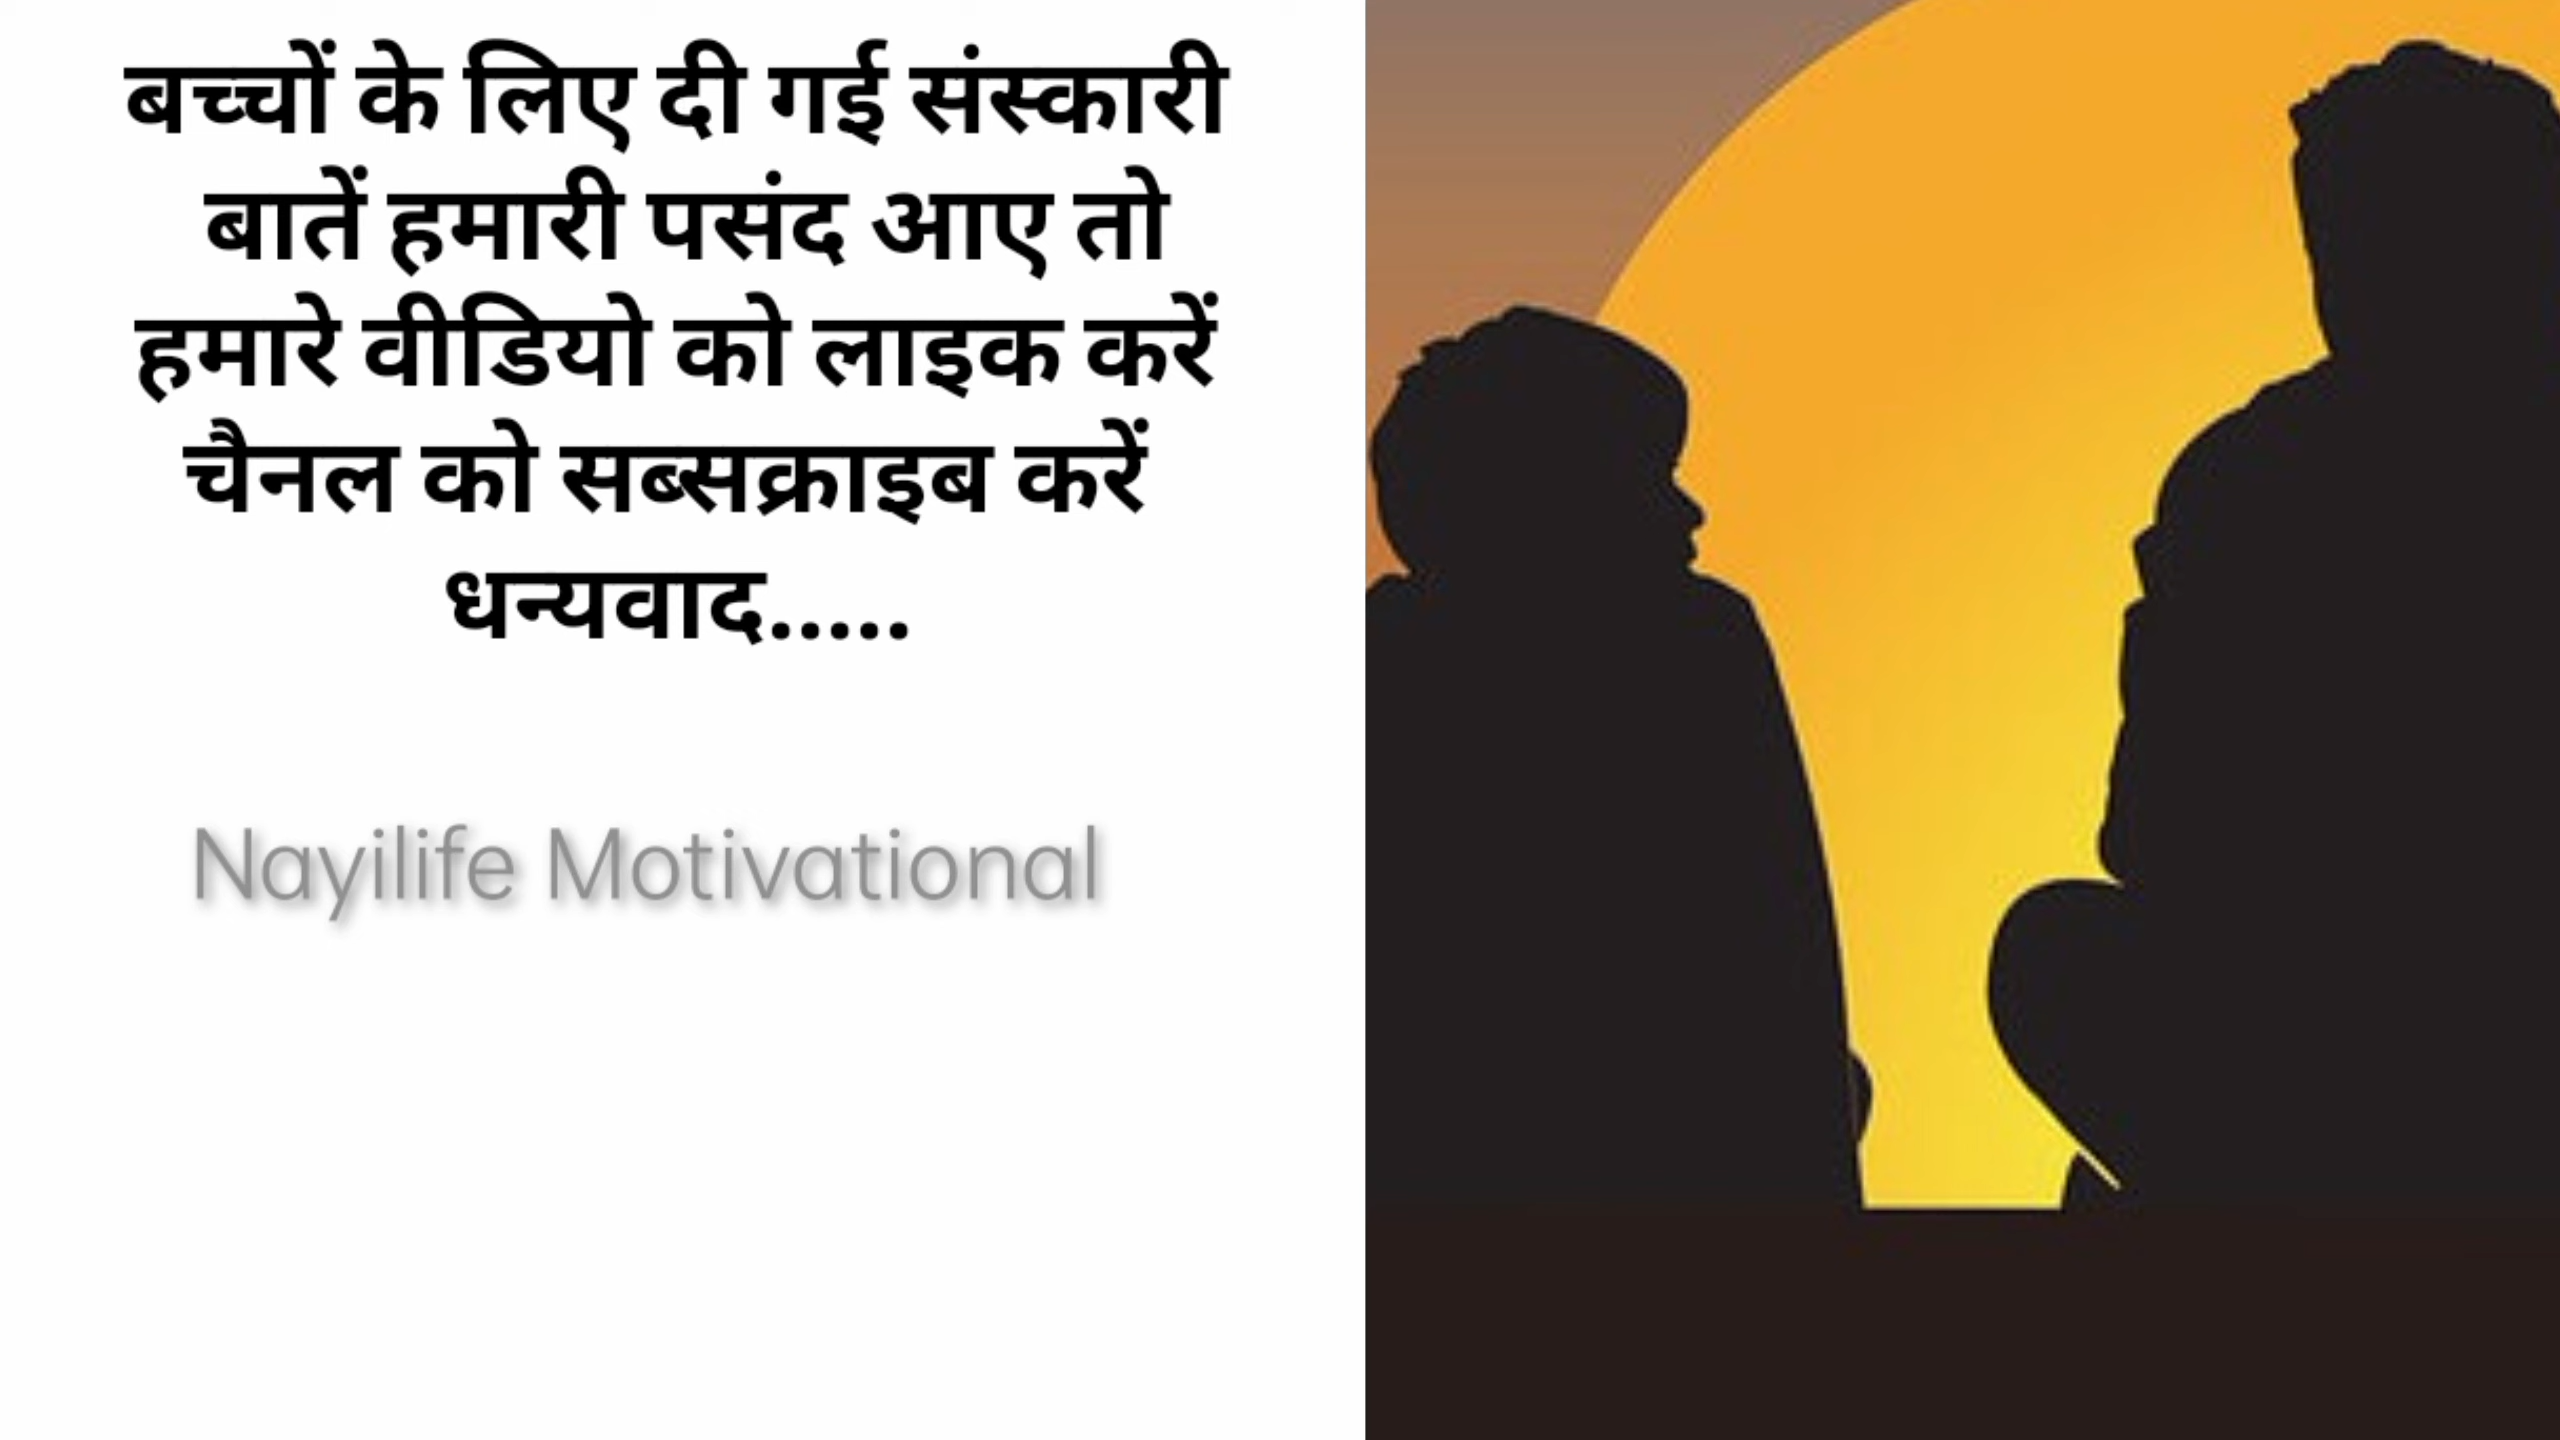 बच्चों के लिए दी गई संस्कारी
बातें हमारी पसंद आए तो
हमारे वीडियो को लाइक करें
चैनल को सब्सक्राइब करें
धन्यवाद.....
Nayilife Motivational